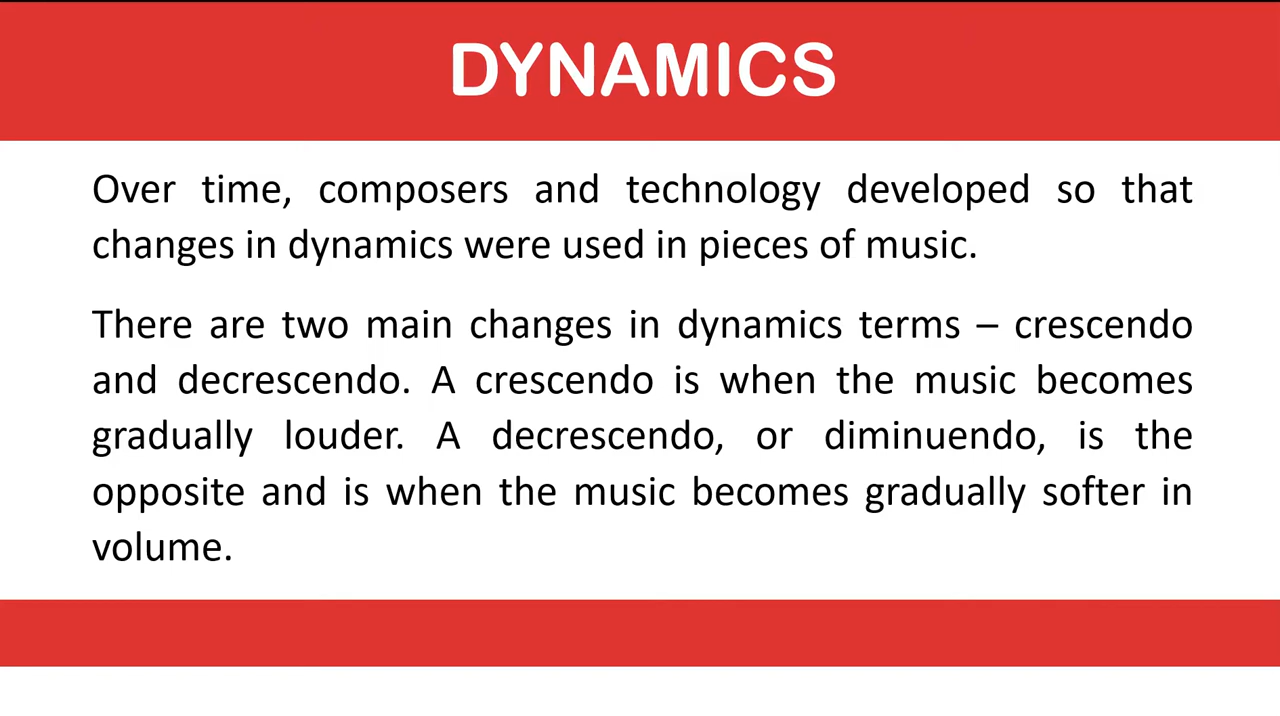 DYNAMICS
Over time, composers and technology developed so that
changes in dynamics were used in pieces of music.
There are two main changes in dynamics terms – crescendo
and decrescendo. A crescendo is when the music becomes
gradually louder. A decrescendo, or diminuendo, is the
opposite and is when the music becomes gradually softer in
volume.